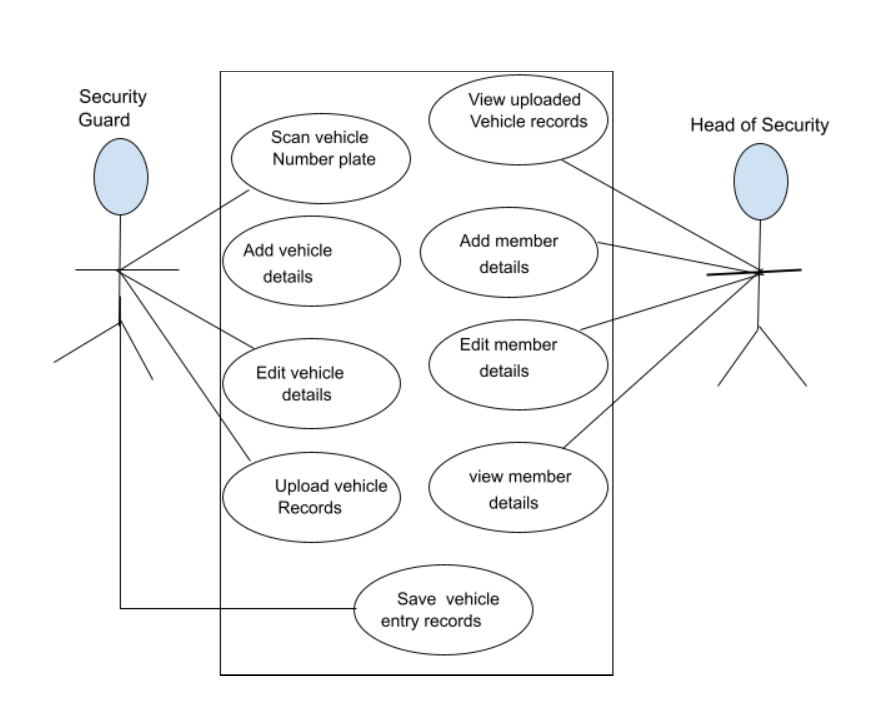 Security
Guard
Scan vehicle
Number plate
Add vehicle
details
Edit vehicle
details
Upload vehicle
Records
View uploaded
Vehicle records
Add member
details
Edit member
details
view member
details
Save vehicle
entry records
Head of Security